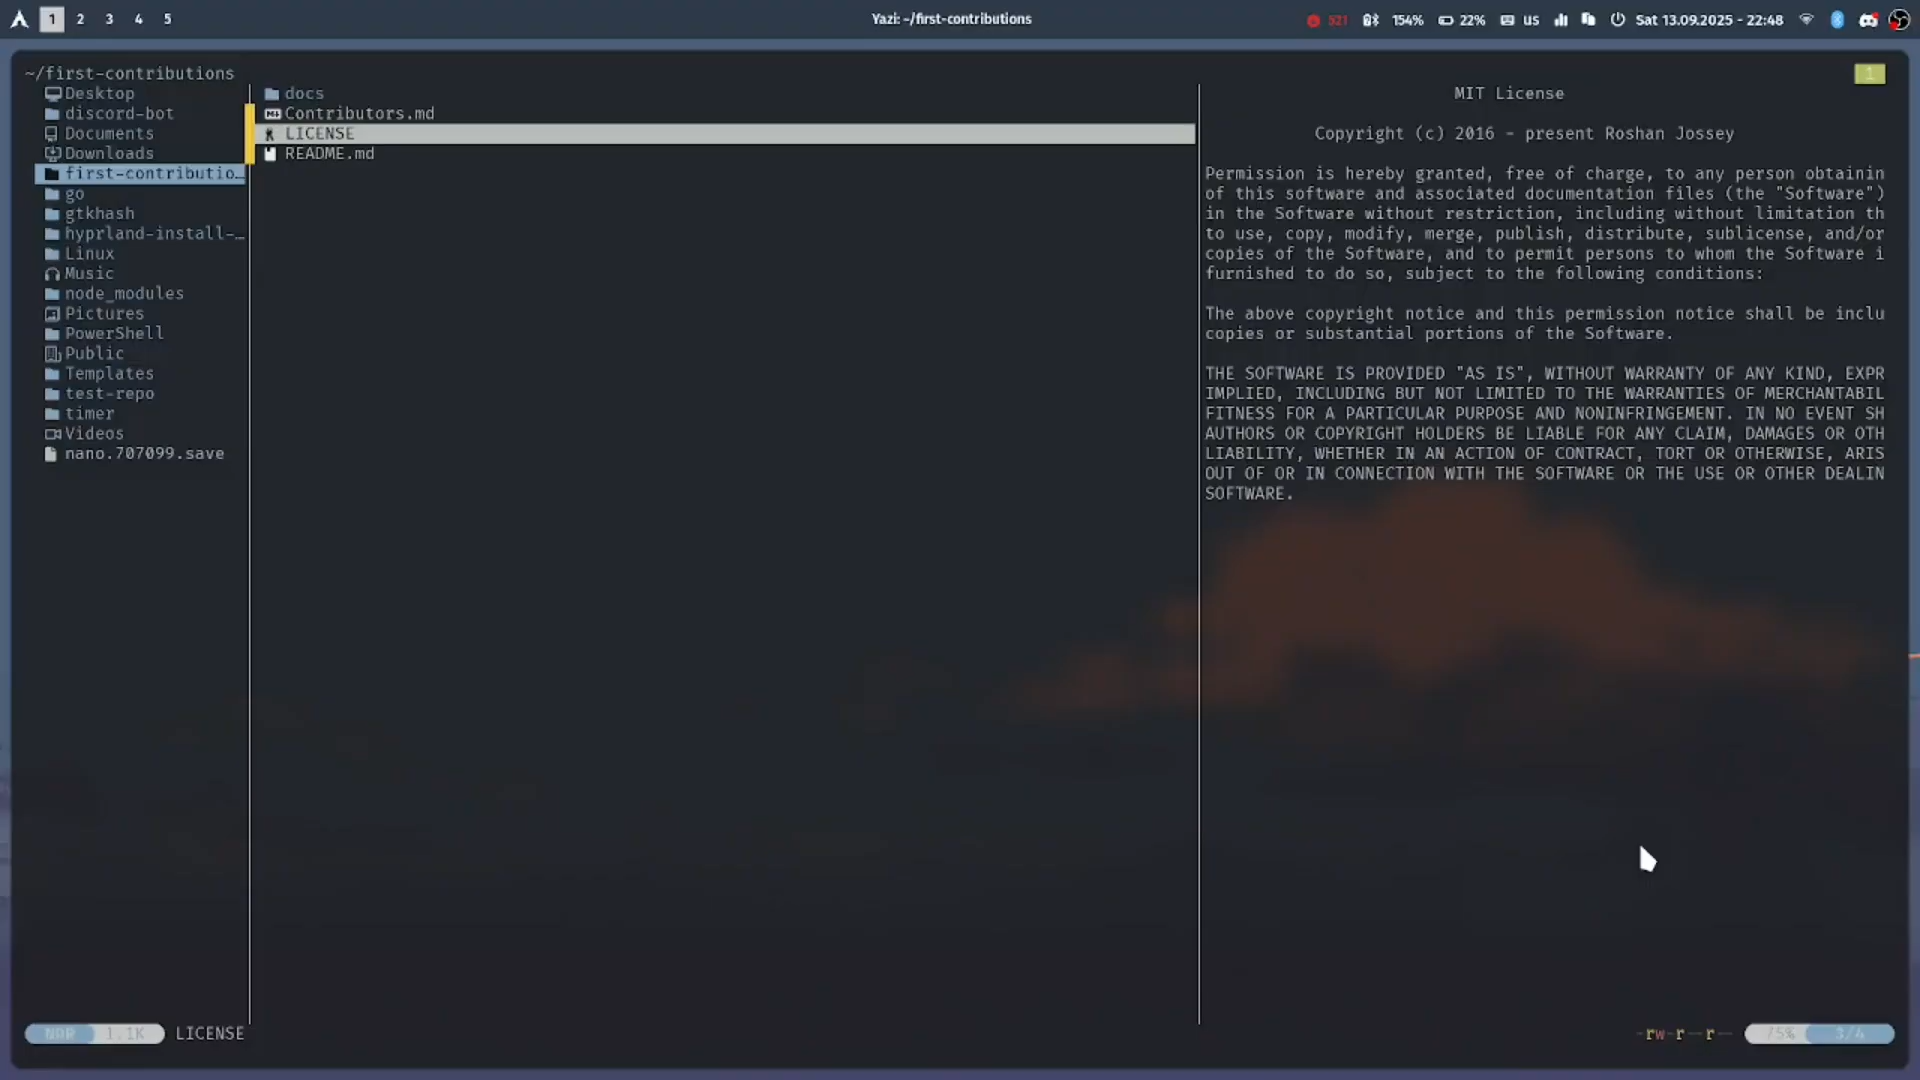 1 2 3 4 5
Yazi: ~/first-contributions
521 154% 22% us Sat 13.09.2025 - 22:48
~/first-contributions
1
Desktop
discord-bot
Documents
Downloads
first-contributio…
go
gtkhash
hyprland-install-…
Linux
Music
node_modules
Pictures
PowerShell
Public
Templates
test-repo
timer
Videos
nano.707099.save
docs
Contributors.md
LICENSE
README.md
MIT License
Copyright (c) 2016 - present Roshan Jossey
Permission is hereby granted, free of charge, to any person obtainin
of this software and associated documentation files (the "Software")
in the Software without restriction, including without limitation th
to use, copy, modify, merge, publish, distribute, sublicense, and/or
copies of the Software, and to permit persons to whom the Software i
furnished to do so, subject to the following conditions:
The above copyright notice and this permission notice shall be inclu
copies or substantial portions of the Software.
THE SOFTWARE IS PROVIDED "AS IS", WITHOUT WARRANTY OF ANY KIND, EXPR
IMPLIED, INCLUDING BUT NOT LIMITED TO THE WARRANTIES OF MERCHANTABIL
FITNESS FOR A PARTICULAR PURPOSE AND NONINFRINGEMENT. IN NO EVENT SH
AUTHORS OR COPYRIGHT HOLDERS BE LIABLE FOR ANY CLAIM, DAMAGES OR OTH
LIABILITY, WHETHER IN AN ACTION OF CONTRACT, TORT OR OTHERWISE, ARIS
OUT OF OR IN CONNECTION WITH THE SOFTWARE OR THE USE OR OTHER DEALIN
SOFTWARE.
NOR 1.1K LICENSE
-rw-r--r-- 75% 3/4